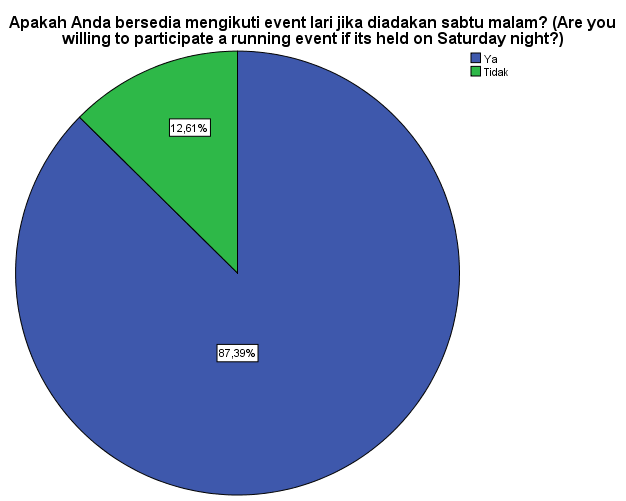 Apakah Anda bersedia mengikuti event lari jika diadakan sabtu malam? (Are you
willing to participate a running event if its held on Saturday night?)
Ya
Tidak
12,61%
87,39%